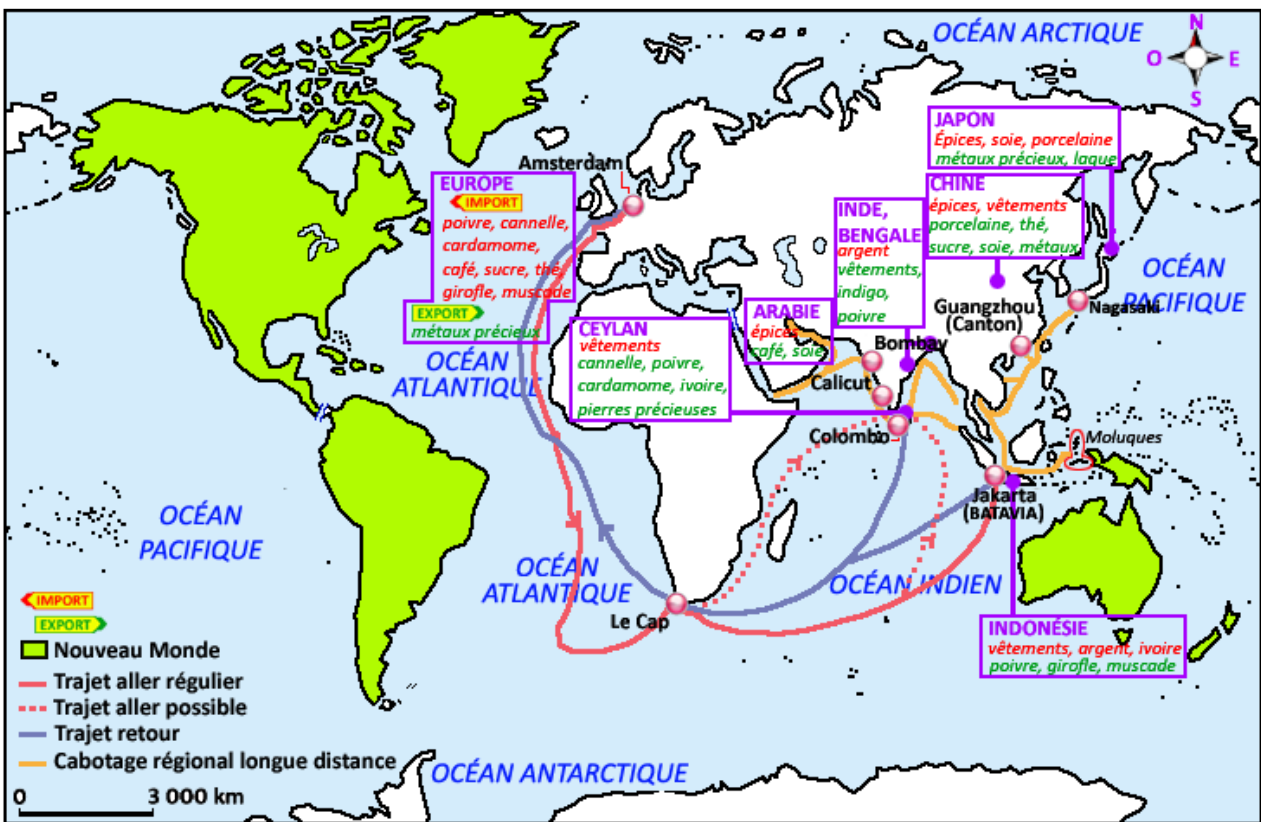 OCÉAN ARCTIQUE
N
O
E
S
JAPON
Épices, soie, porcelaine
métaux précieux, laque
Amsterdam
EUROPE
IMPORT
poivre, cannelle,
cardamome,
café, sucre, thé,
girofle, muscade
EXPORT
métaux précieux
CHINE
épices, vêtements
porcelaine, thé,
sucre, soie, métaux
INDE,
BENGALE
argent
vêtements,
indigo,
poivre
OCÉAN
PACIFIQUE
Guangzhou
(Canton)
Nagasaki
ARABIE
épices
café, soie
CEYLAN
vêtements
cannelle, poivre,
cardamome, ivoire,
pierres précieuses
Bombay
OCÉAN
ATLANTIQUE
Calicut
Colombo
Moluques
Jakarta
(BATAVIA)
OCÉAN
PACIFIQUE
OCÉAN
ATLANTIQUE
OCÉAN INDIEN
Le Cap
INDONÉSIE
vêtements, argent, ivoire
poivre, girofle, muscade
IMPORT
EXPORT
Nouveau Monde
Trajet aller régulier
Trajet aller possible
Trajet retour
Cabotage régional longue distance
OCÉAN ANTARCTIQUE
0
3 000 km